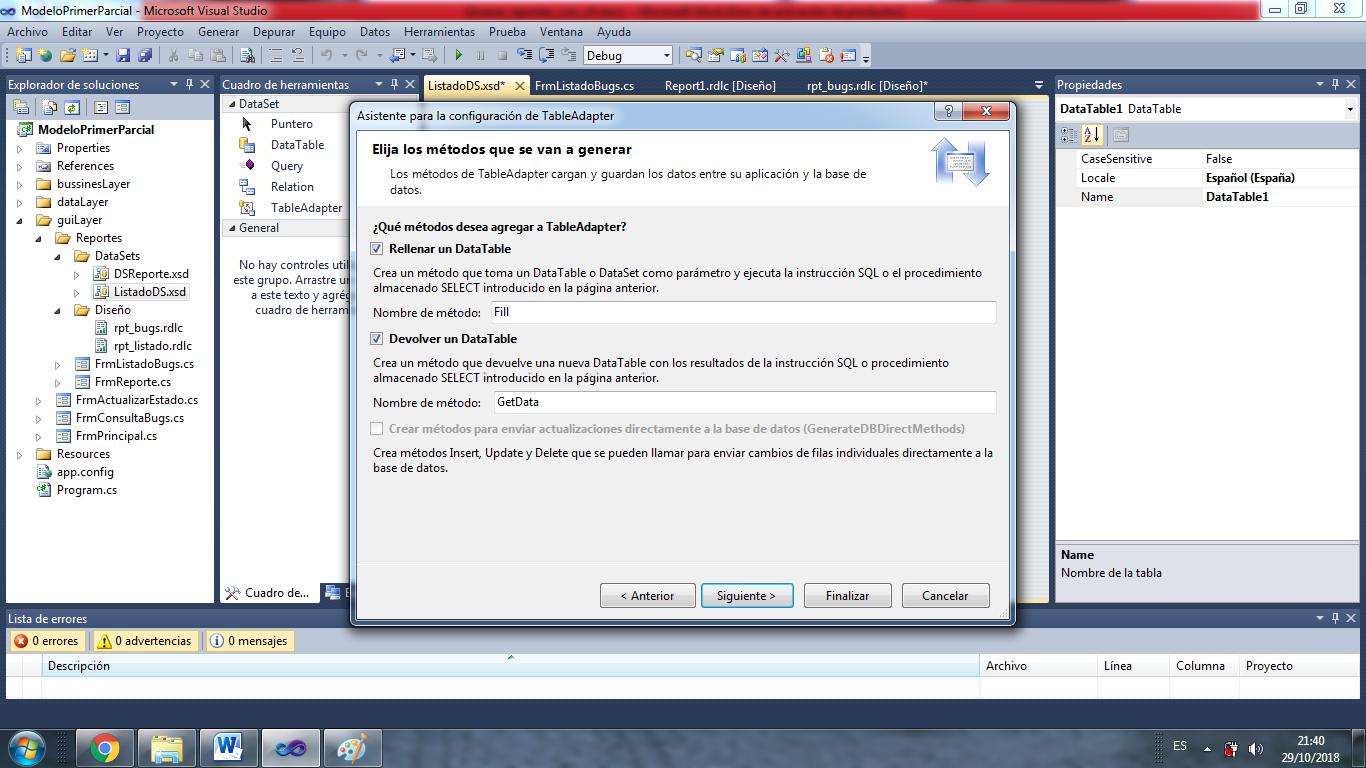 ModeloPrimerParcial - Microsoft Visual Studio
Archivo Editar Ver Proyecto Generar Depurar Equipo Datos Herramientas Prueba Ventana Ayuda
Debug
Explorador de soluciones
ModeloPrimerParcial
Properties
References
bussinesLayer
dataLayer
guiLayer
Reportes
DataSets
DSReporte.xsd
ListadoDS.xsd
Diseño
rpt_bugs.rdlc
rpt_listado.rdlc
FrmListadoBugs.cs
FrmReporte.cs
FrmActualizarEstado.cs
FrmConsultaBugs.cs
FrmPrincipal.cs
Resources
app.config
Program.cs
Cuadro de herramientas
DataSet
Puntero
DataTable
Query
Relation
TableAdapter
General
No hay controles util
este grupo. Arrastre un
a este texto y agrég
cuadro de herram
Cuadro de...
ListadoDS.xsd* FrmListadoBugs.cs Report1.rdlc [Diseño] rpt_bugs.rdlc [Diseño]*
Asistente para la configuración de TableAdapter
Elija los métodos que se van a generar
Los métodos de TableAdapter cargan y guardan los datos entre su aplicación y la base de
datos.
¿Qué métodos desea agregar a TableAdapter?
Rellenar un DataTable
Crea un método que toma un DataTable o DataSet como parámetro y ejecuta la instrucción SQL o el procedimiento
almacenado SELECT introducido en la página anterior.
Nombre de método: Fill
Devolver un DataTable
Crea un método que devuelve una nueva DataTable con los resultados de la instrucción SQL o procedimiento
almacenado SELECT introducido en la página anterior.
Nombre de método: GetData
Crear métodos para enviar actualizaciones directamente a la base de datos (GenerateDBDirectMethods)
Crea métodos Insert, Update y Delete que se pueden llamar para enviar cambios de filas individuales directamente a la
base de datos.
< Anterior Siguiente > Finalizar Cancelar
Propiedades
DataTable1 DataTable
CaseSensitive False
Locale Español (España)
Name DataTable1
Name
Nombre de la tabla
Lista de errores
0 errores 0 advertencias 0 mensajes
Descripción Archivo Línea Columna Proyecto
ES
21:40
29/10/2018